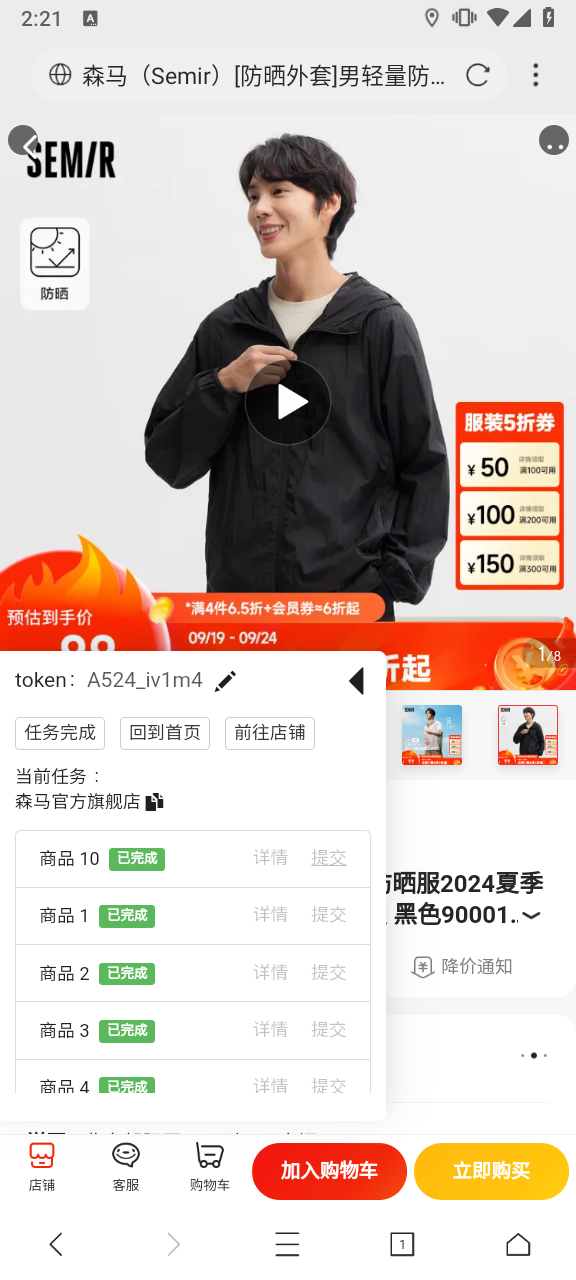 2:21
A
森马（Semir）[防晒外套]男轻量防...
SEMIR
防晒
服装5折券
¥50 详情领取 满100可用
¥100 详情领取 满200可用
¥150 详情领取 满300可用
预估到手价
*满4件6.5折+会员券≈6折起
09/19 - 09/24
折起
1/8
token： A524_iv1m4
任务完成 回到首页 前往店铺
当前任务：
森马官方旗舰店
商品 10 已完成 详情 提交
商品 1 已完成 详情 提交
商品 2 已完成 详情 提交
商品 3 已完成 详情 提交
商品 4 已完成 详情 提交
防晒服2024夏季
黑色90001..
降价通知
店铺 客服 购物车 加入购物车 立即购买
1